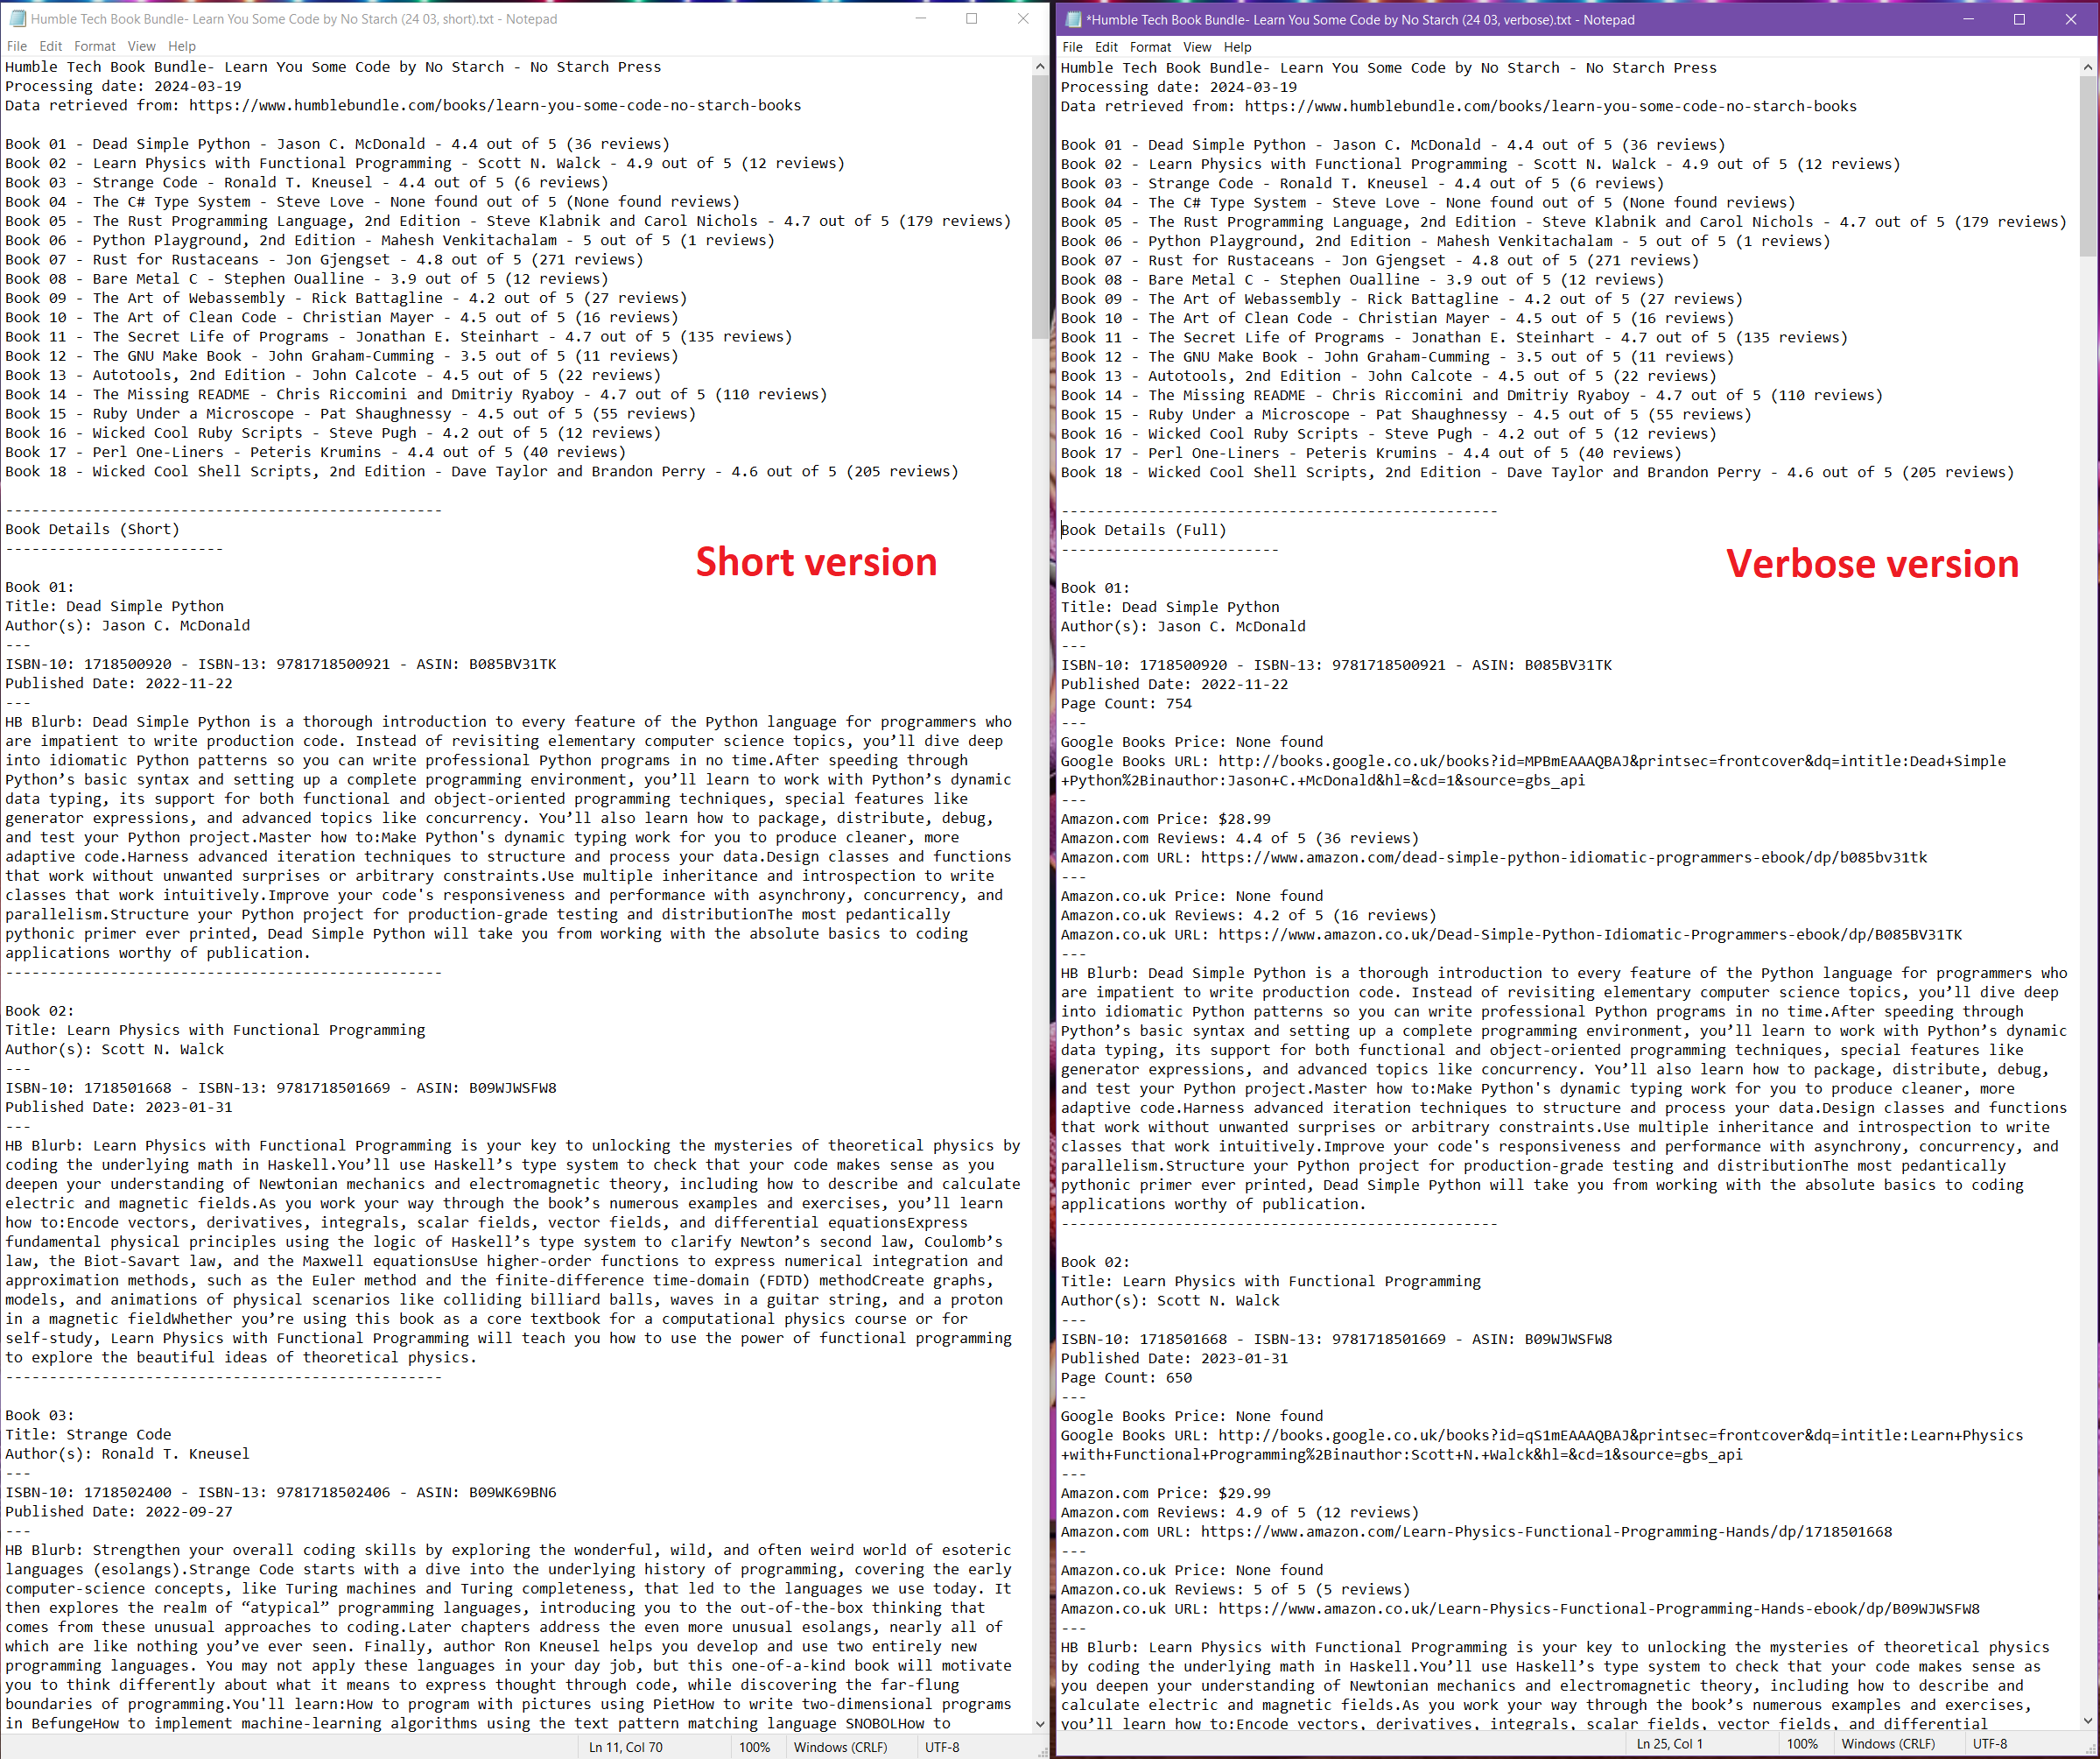 Humble Tech Book Bundle- Learn You Some Code by No Starch (24 03, short).txt - Notepad
File Edit Format View Help
Humble Tech Book Bundle- Learn You Some Code by No Starch - No Starch Press
Processing date: 2024-03-19
Data retrieved from: https://www.humblebundle.com/books/learn-you-some-code-no-starch-books
Book 01 - Dead Simple Python - Jason C. McDonald - 4.4 out of 5 (36 reviews)
Book 02 - Learn Physics with Functional Programming - Scott N. Walck - 4.9 out of 5 (12 reviews)
Book 03 - Strange Code - Ronald T. Kneusel - 4.4 out of 5 (6 reviews)
Book 04 - The C# Type System - Steve Love - None found out of 5 (None found reviews)
Book 05 - The Rust Programming Language, 2nd Edition - Steve Klabnik and Carol Nichols - 4.7 out of 5 (179 reviews)
Book 06 - Python Playground, 2nd Edition - Mahesh Venkitachalam - 5 out of 5 (1 reviews)
Book 07 - Rust for Rustaceans - Jon Gjengset - 4.8 out of 5 (271 reviews)
Book 08 - Bare Metal C - Stephen Oualline - 3.9 out of 5 (12 reviews)
Book 09 - The Art of Webassembly - Rick Battagline - 4.2 out of 5 (27 reviews)
Book 10 - The Art of Clean Code - Christian Mayer - 4.5 out of 5 (16 reviews)
Book 11 - The Secret Life of Programs - Jonathan E. Steinhart - 4.7 out of 5 (135 reviews)
Book 12 - The GNU Make Book - John Graham-Cumming - 3.5 out of 5 (11 reviews)
Book 13 - Autotools, 2nd Edition - John Calcote - 4.5 out of 5 (22 reviews)
Book 14 - The Missing README - Chris Riccomini and Dmitriy Ryaboy - 4.7 out of 5 (110 reviews)
Book 15 - Ruby Under a Microscope - Pat Shaughnessy - 4.5 out of 5 (55 reviews)
Book 16 - Wicked Cool Ruby Scripts - Steve Pugh - 4.2 out of 5 (12 reviews)
Book 17 - Perl One-Liners - Peteris Krumins - 4.4 out of 5 (40 reviews)
Book 18 - Wicked Cool Shell Scripts, 2nd Edition - Dave Taylor and Brandon Perry - 4.6 out of 5 (205 reviews)
--------------------------------------------------
Book Details (Short)
-------------------------
Short version
Book 01:
Title: Dead Simple Python
Author(s): Jason C. McDonald
---
ISBN-10: 1718500920 - ISBN-13: 9781718500921 - ASIN: B085BV31TK
Published Date: 2022-11-22
---
HB Blurb: Dead Simple Python is a thorough introduction to every feature of the Python language for programmers who
are impatient to write production code. Instead of revisiting elementary computer science topics, you’ll dive deep
into idiomatic Python patterns so you can write professional Python programs in no time.After speeding through
Python’s basic syntax and setting up a complete programming environment, you’ll learn to work with Python’s dynamic
data typing, its support for both functional and object-oriented programming techniques, special features like
generator expressions, and advanced topics like concurrency. You’ll also learn how to package, distribute, debug,
and test your Python project.Master how to:Make Python's dynamic typing work for you to produce cleaner, more
adaptive code.Harness advanced iteration techniques to structure and process your data.Design classes and functions
that work without unwanted surprises or arbitrary constraints.Use multiple inheritance and introspection to write
classes that work intuitively.Improve your code's responsiveness and performance with asynchrony, concurrency, and
parallelism.Structure your Python project for production-grade testing and distributionThe most pedantically
pythonic primer ever printed, Dead Simple Python will take you from working with the absolute basics to coding
applications worthy of publication.
--------------------------------------------------
Book 02:
Title: Learn Physics with Functional Programming
Author(s): Scott N. Walck
---
ISBN-10: 1718501668 - ISBN-13: 9781718501669 - ASIN: B09WJWSFW8
Published Date: 2023-01-31
---
HB Blurb: Learn Physics with Functional Programming is your key to unlocking the mysteries of theoretical physics by
coding the underlying math in Haskell.You’ll use Haskell’s type system to check that your code makes sense as you
deepen your understanding of Newtonian mechanics and electromagnetic theory, including how to describe and calculate
electric and magnetic fields.As you work your way through the book’s numerous examples and exercises, you’ll learn
how to:Encode vectors, derivatives, integrals, scalar fields, vector fields, and differential equationsExpress
fundamental physical principles using the logic of Haskell’s type system to clarify Newton’s second law, Coulomb’s
law, the Biot-Savart law, and the Maxwell equationsUse higher-order functions to express numerical integration and
approximation methods, such as the Euler method and the finite-difference time-domain (FDTD) methodCreate graphs,
models, and animations of physical scenarios like colliding billiard balls, waves in a guitar string, and a proton
in a magnetic fieldWhether you’re using this book as a core textbook for a computational physics course or for
self-study, Learn Physics with Functional Programming will teach you how to use the power of functional programming
to explore the beautiful ideas of theoretical physics.
--------------------------------------------------
Book 03:
Title: Strange Code
Author(s): Ronald T. Kneusel
---
ISBN-10: 1718502400 - ISBN-13: 9781718502406 - ASIN: B09WK69BN6
Published Date: 2022-09-27
---
HB Blurb: Strengthen your overall coding skills by exploring the wonderful, wild, and often weird world of esoteric
languages (esolangs).Strange Code starts with a dive into the underlying history of programming, covering the early
computer-science concepts, like Turing machines and Turing completeness, that led to the languages we use today. It
then explores the realm of “atypical” programming languages, introducing you to the out-of-the-box thinking that
comes from these unusual approaches to coding.Later chapters address the even more unusual esolangs, nearly all of
which are like nothing you’ve ever seen. Finally, author Ron Kneusel helps you develop and use two entirely new
programming languages. You may not apply these languages in your day job, but this one-of-a-kind book will motivate
you to think differently about what it means to express thought through code, while discovering the far-flung
boundaries of programming.You'll learn:How to program with pictures using PietHow to write two-dimensional programs
in BefungeHow to implement machine-learning algorithms using the text pattern matching language SNOBOLHow to
Ln 11, Col 70 100% Windows (CRLF) UTF-8
*Humble Tech Book Bundle- Learn You Some Code by No Starch (24 03, verbose).txt - Notepad
File Edit Format View Help
Humble Tech Book Bundle- Learn You Some Code by No Starch - No Starch Press
Processing date: 2024-03-19
Data retrieved from: https://www.humblebundle.com/books/learn-you-some-code-no-starch-books
Book 01 - Dead Simple Python - Jason C. McDonald - 4.4 out of 5 (36 reviews)
Book 02 - Learn Physics with Functional Programming - Scott N. Walck - 4.9 out of 5 (12 reviews)
Book 03 - Strange Code - Ronald T. Kneusel - 4.4 out of 5 (6 reviews)
Book 04 - The C# Type System - Steve Love - None found out of 5 (None found reviews)
Book 05 - The Rust Programming Language, 2nd Edition - Steve Klabnik and Carol Nichols - 4.7 out of 5 (179 reviews)
Book 06 - Python Playground, 2nd Edition - Mahesh Venkitachalam - 5 out of 5 (1 reviews)
Book 07 - Rust for Rustaceans - Jon Gjengset - 4.8 out of 5 (271 reviews)
Book 08 - Bare Metal C - Stephen Oualline - 3.9 out of 5 (12 reviews)
Book 09 - The Art of Webassembly - Rick Battagline - 4.2 out of 5 (27 reviews)
Book 10 - The Art of Clean Code - Christian Mayer - 4.5 out of 5 (16 reviews)
Book 11 - The Secret Life of Programs - Jonathan E. Steinhart - 4.7 out of 5 (135 reviews)
Book 12 - The GNU Make Book - John Graham-Cumming - 3.5 out of 5 (11 reviews)
Book 13 - Autotools, 2nd Edition - John Calcote - 4.5 out of 5 (22 reviews)
Book 14 - The Missing README - Chris Riccomini and Dmitriy Ryaboy - 4.7 out of 5 (110 reviews)
Book 15 - Ruby Under a Microscope - Pat Shaughnessy - 4.5 out of 5 (55 reviews)
Book 16 - Wicked Cool Ruby Scripts - Steve Pugh - 4.2 out of 5 (12 reviews)
Book 17 - Perl One-Liners - Peteris Krumins - 4.4 out of 5 (40 reviews)
Book 18 - Wicked Cool Shell Scripts, 2nd Edition - Dave Taylor and Brandon Perry - 4.6 out of 5 (205 reviews)
--------------------------------------------------
Book Details (Full)
-------------------------
Verbose version
Book 01:
Title: Dead Simple Python
Author(s): Jason C. McDonald
---
ISBN-10: 1718500920 - ISBN-13: 9781718500921 - ASIN: B085BV31TK
Published Date: 2022-11-22
Page Count: 754
---
Google Books Price: None found
Google Books URL: http://books.google.co.uk/books?id=MPBmEAAAQBAJ&printsec=frontcover&dq=intitle:Dead+Simple
+Python%2Binauthor:Jason+C.+McDonald&hl=&cd=1&source=gbs_api
---
Amazon.com Price: $28.99
Amazon.com Reviews: 4.4 of 5 (36 reviews)
Amazon.com URL: https://www.amazon.com/dead-simple-python-idiomatic-programmers-ebook/dp/b085bv31tk
---
Amazon.co.uk Price: None found
Amazon.co.uk Reviews: 4.2 of 5 (16 reviews)
Amazon.co.uk URL: https://www.amazon.co.uk/Dead-Simple-Python-Idiomatic-Programmers-ebook/dp/B085BV31TK
---
HB Blurb: Dead Simple Python is a thorough introduction to every feature of the Python language for programmers who
are impatient to write production code. Instead of revisiting elementary computer science topics, you’ll dive deep
into idiomatic Python patterns so you can write professional Python programs in no time.After speeding through
Python’s basic syntax and setting up a complete programming environment, you’ll learn to work with Python’s dynamic
data typing, its support for both functional and object-oriented programming techniques, special features like
generator expressions, and advanced topics like concurrency. You’ll also learn how to package, distribute, debug,
and test your Python project.Master how to:Make Python's dynamic typing work for you to produce cleaner, more
adaptive code.Harness advanced iteration techniques to structure and process your data.Design classes and functions
that work without unwanted surprises or arbitrary constraints.Use multiple inheritance and introspection to write
classes that work intuitively.Improve your code's responsiveness and performance with asynchrony, concurrency, and
parallelism.Structure your Python project for production-grade testing and distributionThe most pedantically
pythonic primer ever printed, Dead Simple Python will take you from working with the absolute basics to coding
applications worthy of publication.
--------------------------------------------------
Book 02:
Title: Learn Physics with Functional Programming
Author(s): Scott N. Walck
---
ISBN-10: 1718501668 - ISBN-13: 9781718501669 - ASIN: B09WJWSFW8
Published Date: 2023-01-31
Page Count: 650
---
Google Books Price: None found
Google Books URL: http://books.google.co.uk/books?id=qS1mEAAAQBAJ&printsec=frontcover&dq=intitle:Learn+Physics
+with+Functional+Programming%2Binauthor:Scott+N.+Walck&hl=&cd=1&source=gbs_api
---
Amazon.com Price: $29.99
Amazon.com Reviews: 4.9 of 5 (12 reviews)
Amazon.com URL: https://www.amazon.com/Learn-Physics-Functional-Programming-Hands/dp/1718501668
---
Amazon.co.uk Price: None found
Amazon.co.uk Reviews: 5 of 5 (5 reviews)
Amazon.co.uk URL: https://www.amazon.co.uk/Learn-Physics-Functional-Programming-Hands-ebook/dp/B09WJWSFW8
---
HB Blurb: Learn Physics with Functional Programming is your key to unlocking the mysteries of theoretical physics
by coding the underlying math in Haskell.You’ll use Haskell’s type system to check that your code makes sense as
you deepen your understanding of Newtonian mechanics and electromagnetic theory, including how to describe and
calculate electric and magnetic fields.As you work your way through the book’s numerous examples and exercises,
you’ll learn how to:Encode vectors, derivatives, integrals, scalar fields, vector fields, and differential
Ln 25, Col 1 100% Windows (CRLF) UTF-8